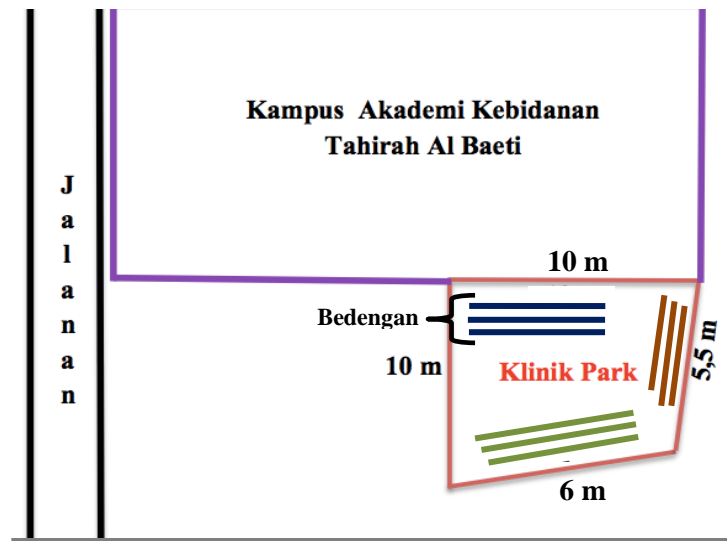 Kampus Akademi Kebidanan
Tahirah Al Baeti
J
a
l
a
n
a
n
10 m
Bedengan
10 m
Klinik Park
5,5 m
6 m